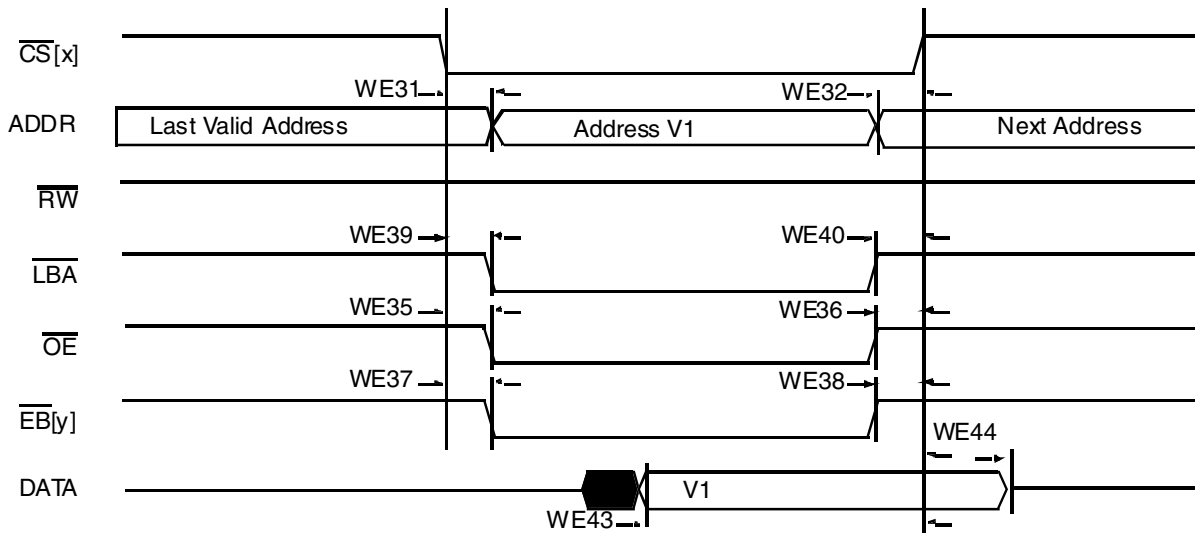 CS[x]
WE31 WE32
ADDR Last Valid Address Address V1 Next Address
RW
WE39 WE40
LBA
WE35 WE36
OE
WE37 WE38
EB[y]
WE44
DATA V1
WE43